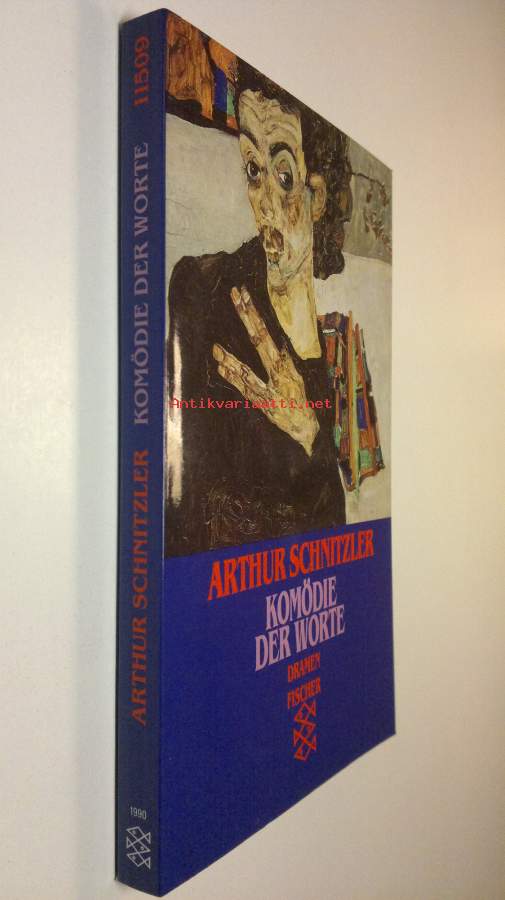 ARTHUR SCHNITZLER KOMÖDIE DER WORTE 11509
1990
Antikvariaatti.net
ARTHUR SCHNITZLER
KOMÖDIE
DER WORTE
DRAMEN
FISCHER